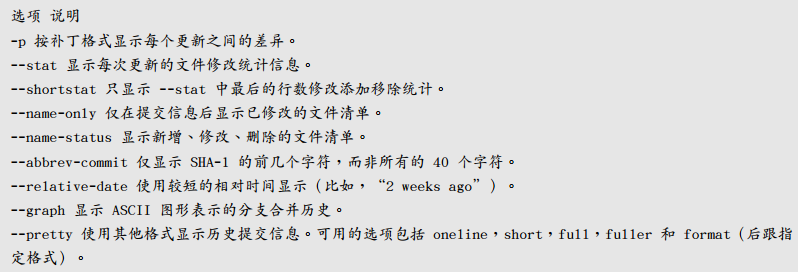 选项 说明
-p 按补丁格式显示每个更新之间的差异。
--stat 显示每次更新的文件修改统计信息。
--shortstat 只显示 --stat 中最后的行数修改添加移除统计。
--name-only 仅在提交信息后显示已修改的文件清单。
--name-status 显示新增、修改、删除的文件清单。
--abbrev-commit 仅显示 SHA-1 的前几个字符，而非所有的 40 个字符。
--relative-date 使用较短的相对时间显示（比如，“2 weeks ago”）。
--graph 显示 ASCII 图形表示的分支合并历史。
--pretty 使用其他格式显示历史提交信息。可用的选项包括 oneline，short，full，fuller 和 format（后跟指
定格式）。